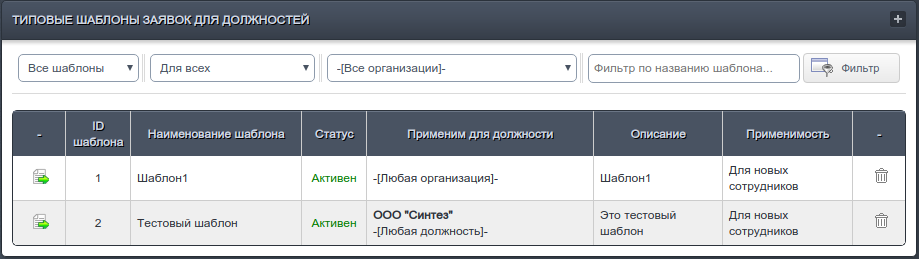 ТИПОВЫЕ ШАБЛОНЫ ЗАЯВОК ДЛЯ ДОЛЖНОСТЕЙ
Все шаблоны Для всех -[Все организации]- Фильтр по названию шаблона... Фильтр
- ID шаблона Наименование шаблона Статус Применим для должности Описание Применимость -
1 Шаблон1 Активен -[Любая организация]- Шаблон1 Для новых сотрудников
2 Тестовый шаблон Активен ООО "Синтез" -[Любая должность]- Это тестовый шаблон Для новых сотрудников